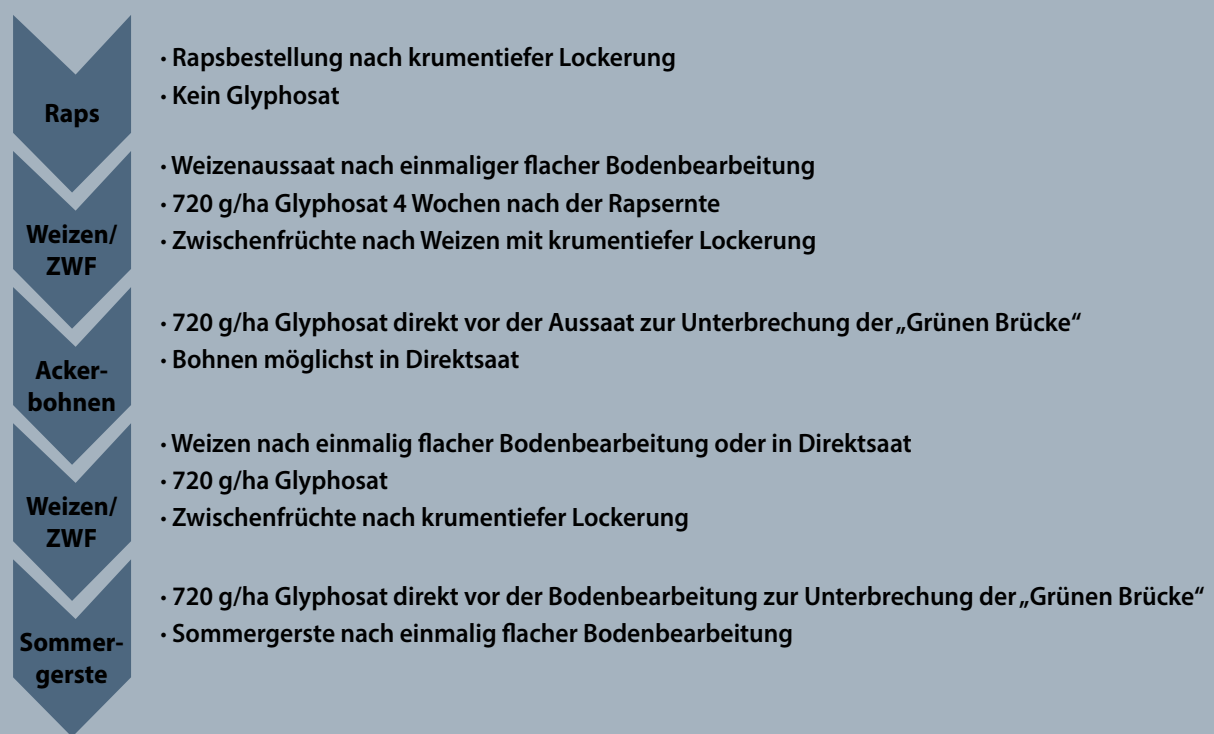 Raps
· Rapsbestellung nach krumentiefer Lockerung
· Kein Glyphosat
Weizen/
ZWF
· Weizenaussaat nach einmaliger flacher Bodenbearbeitung
· 720 g/ha Glyphosat 4 Wochen nach der Rapsernte
· Zwischenfrüchte nach Weizen mit krumentiefer Lockerung
Acker-
bohnen
· 720 g/ha Glyphosat direkt vor der Aussaat zur Unterbrechung der „Grünen Brücke“
· Bohnen möglichst in Direktsaat
Weizen/
ZWF
· Weizen nach einmalig flacher Bodenbearbeitung oder in Direktsaat
· 720 g/ha Glyphosat
· Zwischenfrüchte nach krumentiefer Lockerung
Sommer-
gerste
· 720 g/ha Glyphosat direkt vor der Bodenbearbeitung zur Unterbrechung der „Grünen Brücke“
· Sommergerste nach einmalig flacher Bodenbearbeitung